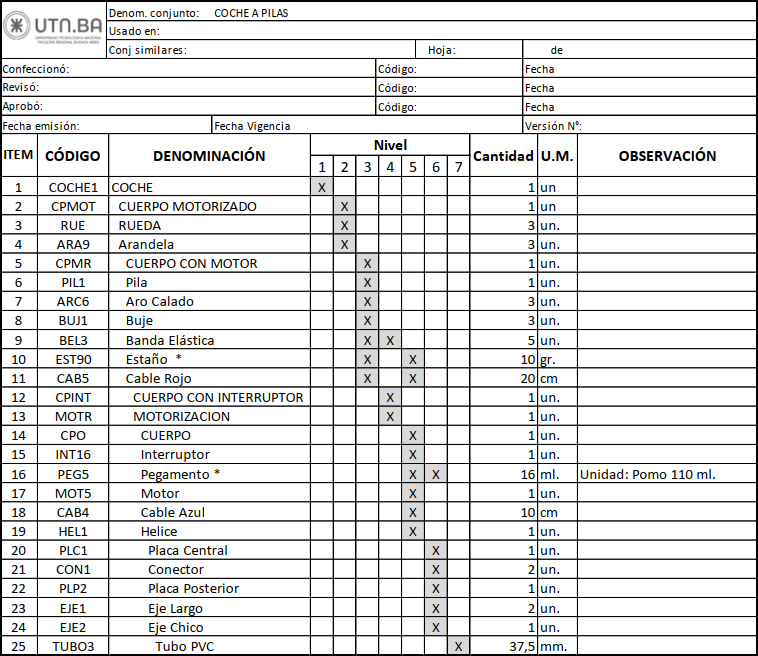 UTN.BA
UNIVERSIDAD TECNOLÓGICA NACIONAL
FACULTAD REGIONAL BUENOS AIRES
Denom. conjunto: COCHE A PILAS
Usado en:
Conj similares: Hoja: de
Confeccionó: Código: Fecha
Revisó: Código: Fecha
Aprobó: Código: Fecha
Fecha emisión: Fecha Vigencia Versión N°:
ITEM CÓDIGO DENOMINACIÓN Nivel Cantidad U.M. OBSERVACIÓN
1 2 3 4 5 6 7
1 COCHE1 COCHE X 1 un
2 CPMOT CUERPO MOTORIZADO X 1 un
3 RUE RUEDA X 3 un.
4 ARA9 Arandela X 3 un.
5 CPMR CUERPO CON MOTOR X 1 un.
6 PIL1 Pila X 1 un.
7 ARC6 Aro Calado X 3 un.
8 BUJ1 Buje X 3 un.
9 BEL3 Banda Elástica X X 5 un.
10 EST90 Estaño * X X 10 gr.
11 CAB5 Cable Rojo X X 20 cm
12 CPINT CUERPO CON INTERRUPTOR X 1 un.
13 MOTR MOTORIZACION X 1 un.
14 CPO CUERPO X 1 un.
15 INT16 Interruptor X 1 un.
16 PEG5 Pegamento * X X 16 ml. Unidad: Pomo 110 ml.
17 MOT5 Motor X 1 un.
18 CAB4 Cable Azul X 10 cm
19 HEL1 Helice X 1 un.
20 PLC1 Placa Central X 1 un.
21 CON1 Conector X 2 un.
22 PLP2 Placa Posterior X 1 un.
23 EJE1 Eje Largo X 2 un.
24 EJE2 Eje Chico X 1 un.
25 TUBO3 Tubo PVC X 37,5 mm.